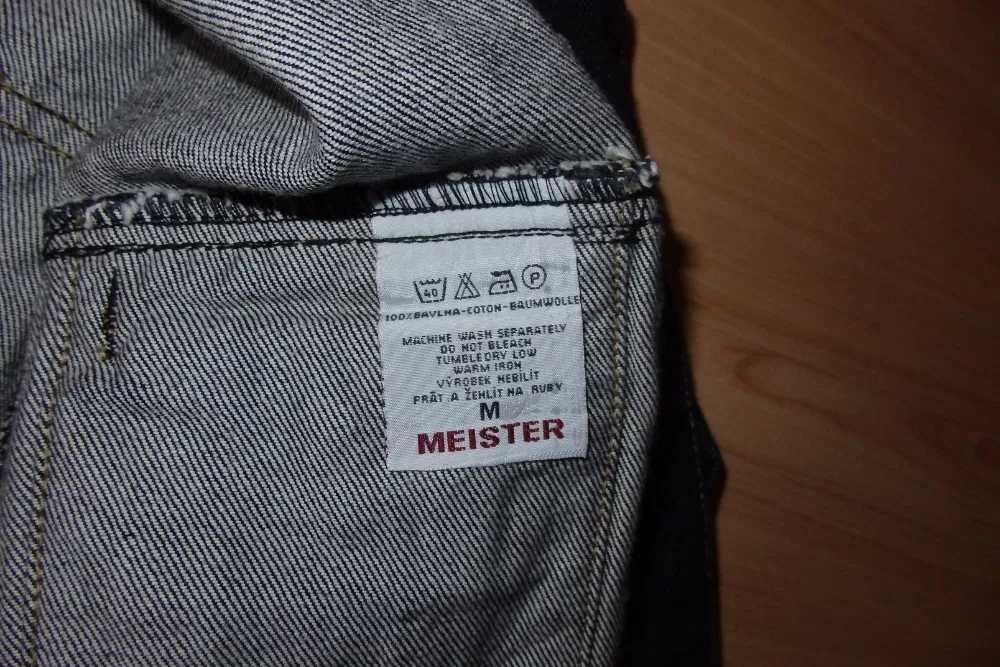 40 P
100%BAVLNA-COTON-BAUMWOLLE
MACHINE WASH SEPARATELY
DO NOT BLEACH
TUMBLEDRY LOW
WARM IRON
VÝROBEK NEBÍLIT
PRÁT A ŽEHLIT NA RUBY
M
MEISTER